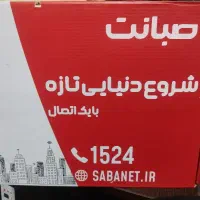 صبانت
شروع دنیایی تازه
با یک اتصال
1524
SABANET.IR